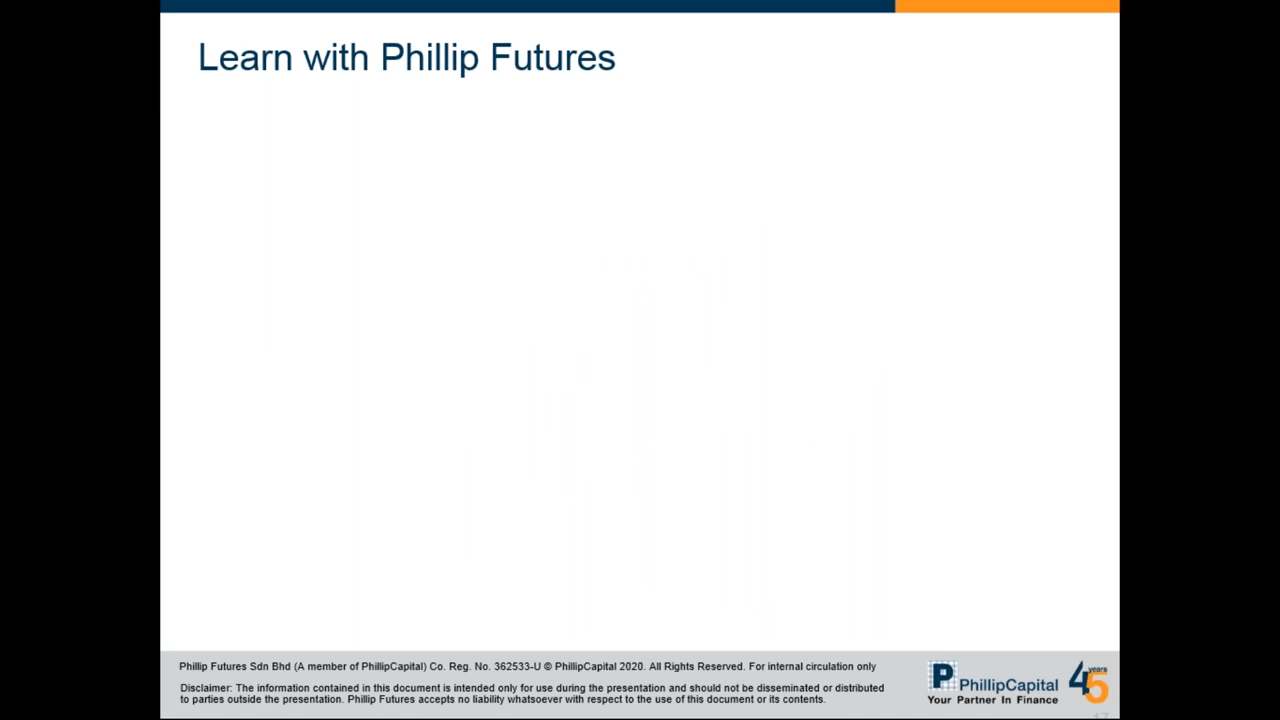 Learn with Phillip Futures
Phillip Futures Sdn Bhd (A member of PhillipCapital) Co. Reg. No. 362533-U © PhillipCapital 2020. All Rights Reserved. For internal circulation only
Disclaimer: The information contained in this document is intended only for use during the presentation and should not be disseminated or distributed
to parties outside the presentation. Phillip Futures accepts no liability whatsoever with respect to the use of this document or its contents.
P PhillipCapital
Your Partner In Finance
45 years
17